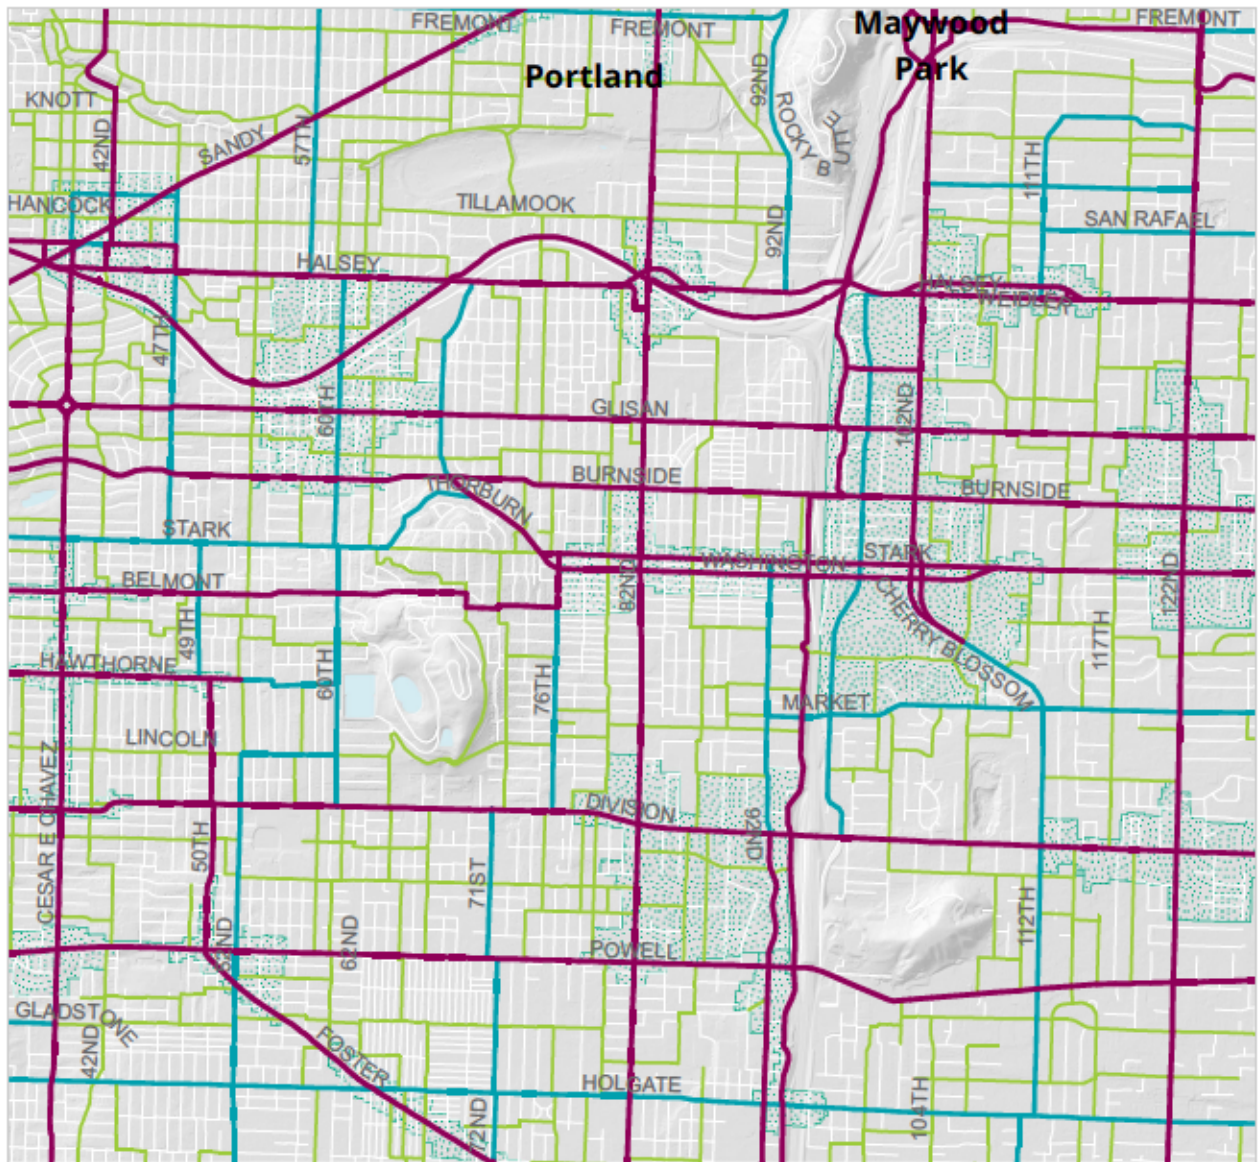 FREMONT
FREMONT
Maywood
Park
FREMONT
Portland
92ND
KNOTT
42ND
SANDY
57TH
ROCKY B
UTTE
111TH
HANCOCK
TILLAMOOK
92ND
SAN RAFAEL
HALSEY
HALSEY
WEIDLER
47TH
60TH
GLISAN
102ND
BURNSIDE
BURNSIDE
THORBURN
STARK
WASHINGTON
STARK
BELMONT
82ND
122ND
CHERRY BLOSSOM
49TH
117TH
HAWTHORNE
60TH
76TH
MARKET
LINCOLN
CESAR E CHAVEZ
DIVISION
50TH
92ND
71ST
112TH
52ND
62ND
POWELL
GLADSTONE
42ND
FOSTER
HOLGATE
72ND
104TH